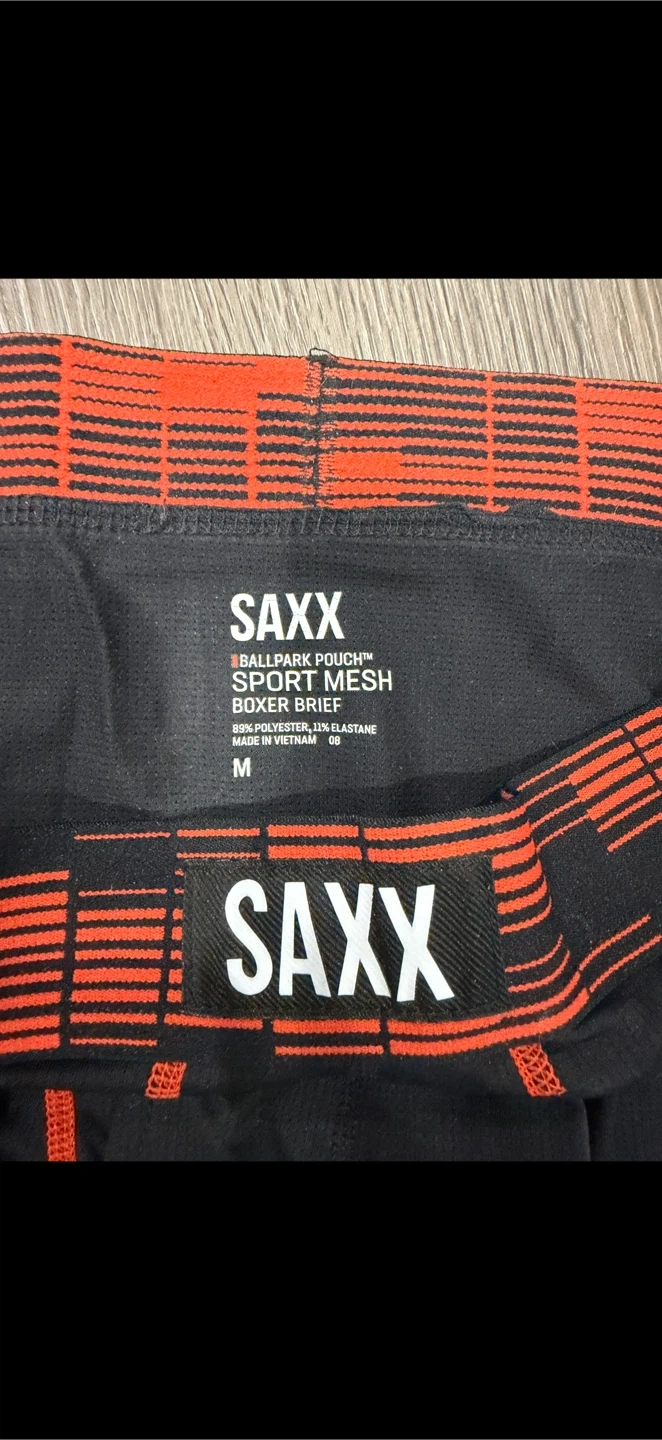 SAXX
BALLPARK POUCH™
SPORT MESH
BOXER BRIEF
89% POLYESTER, 11% ELASTANE
MADE IN VIETNAM 08
M
SAXX